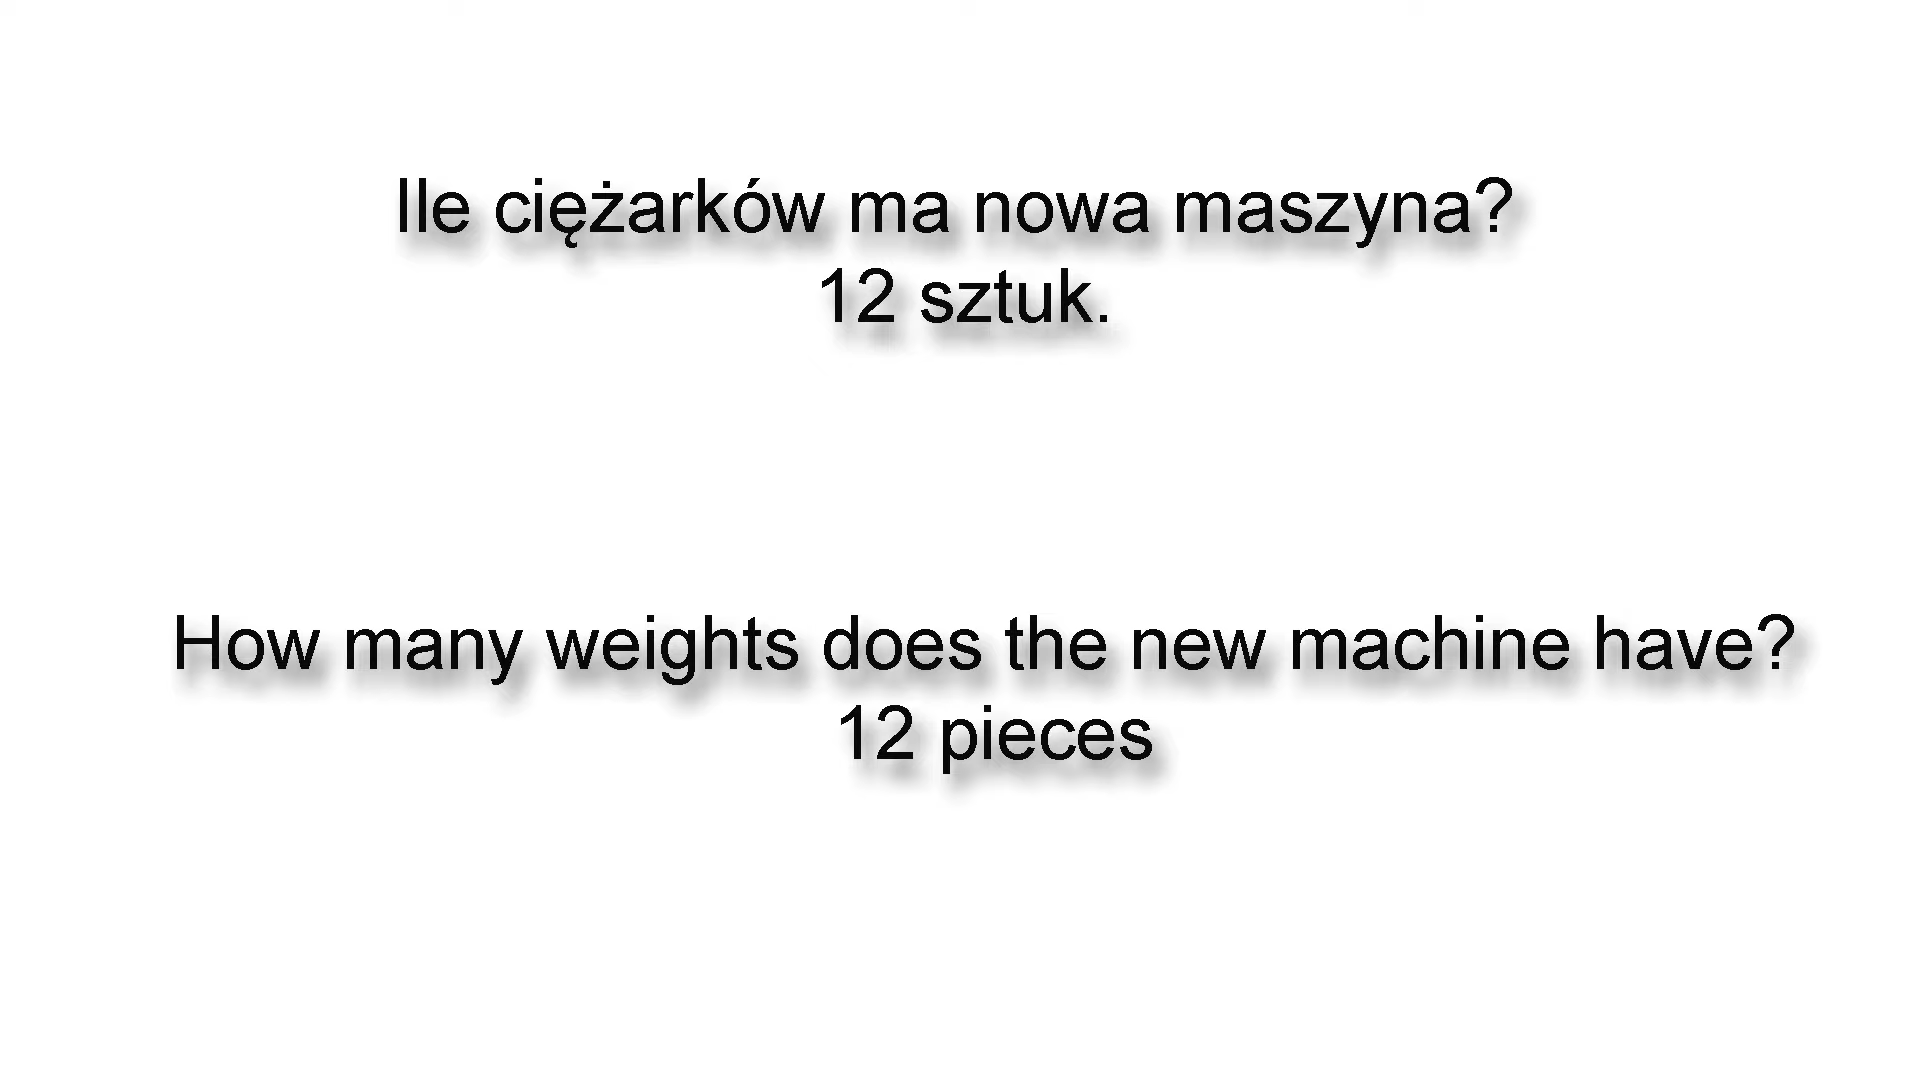 Ile ciężarków ma nowa maszyna?
12 sztuk.
How many weights does the new machine have?
12 pieces